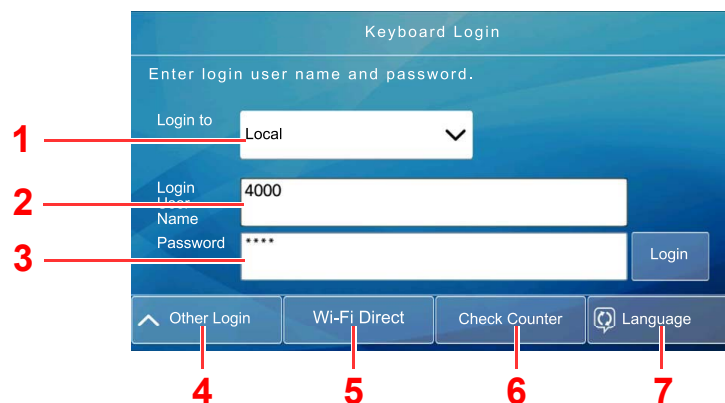 Keyboard Login
Enter login user name and password.
Login to
1
Local
Login
User
Name
2
4000
Password
3
****
Login
Other Login
Wi-Fi Direct
Check Counter
Language
4
5
6
7